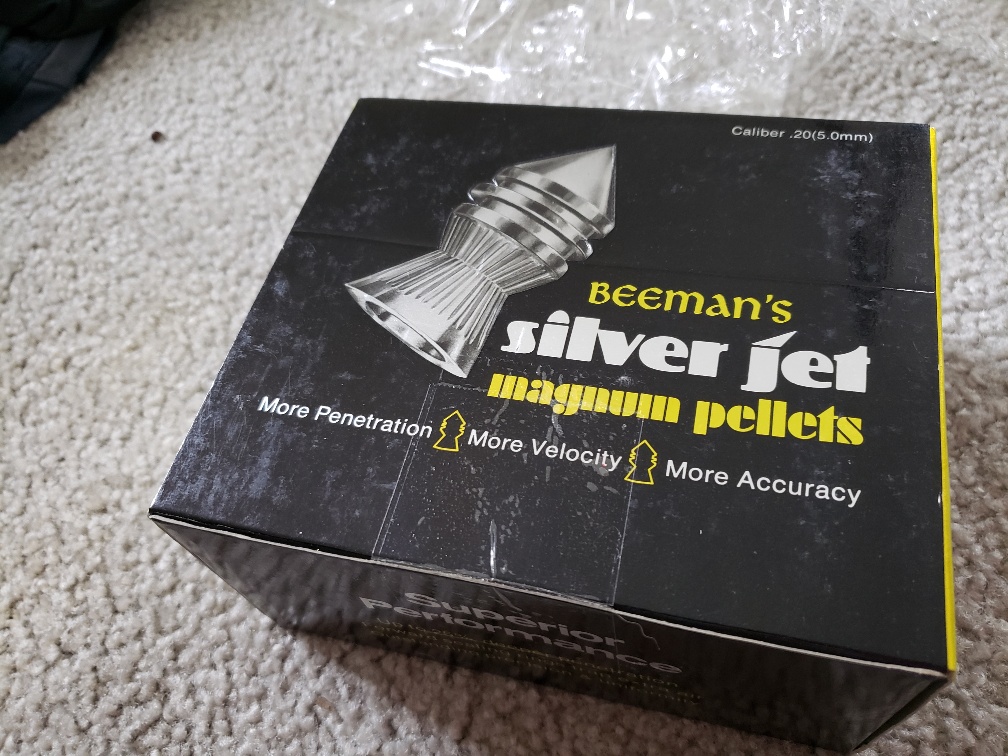 Caliber .20(5.0mm)
BEEMAN'S
silver jet
magnum pellets
More Penetration More Velocity More Accuracy
Superior
Performance